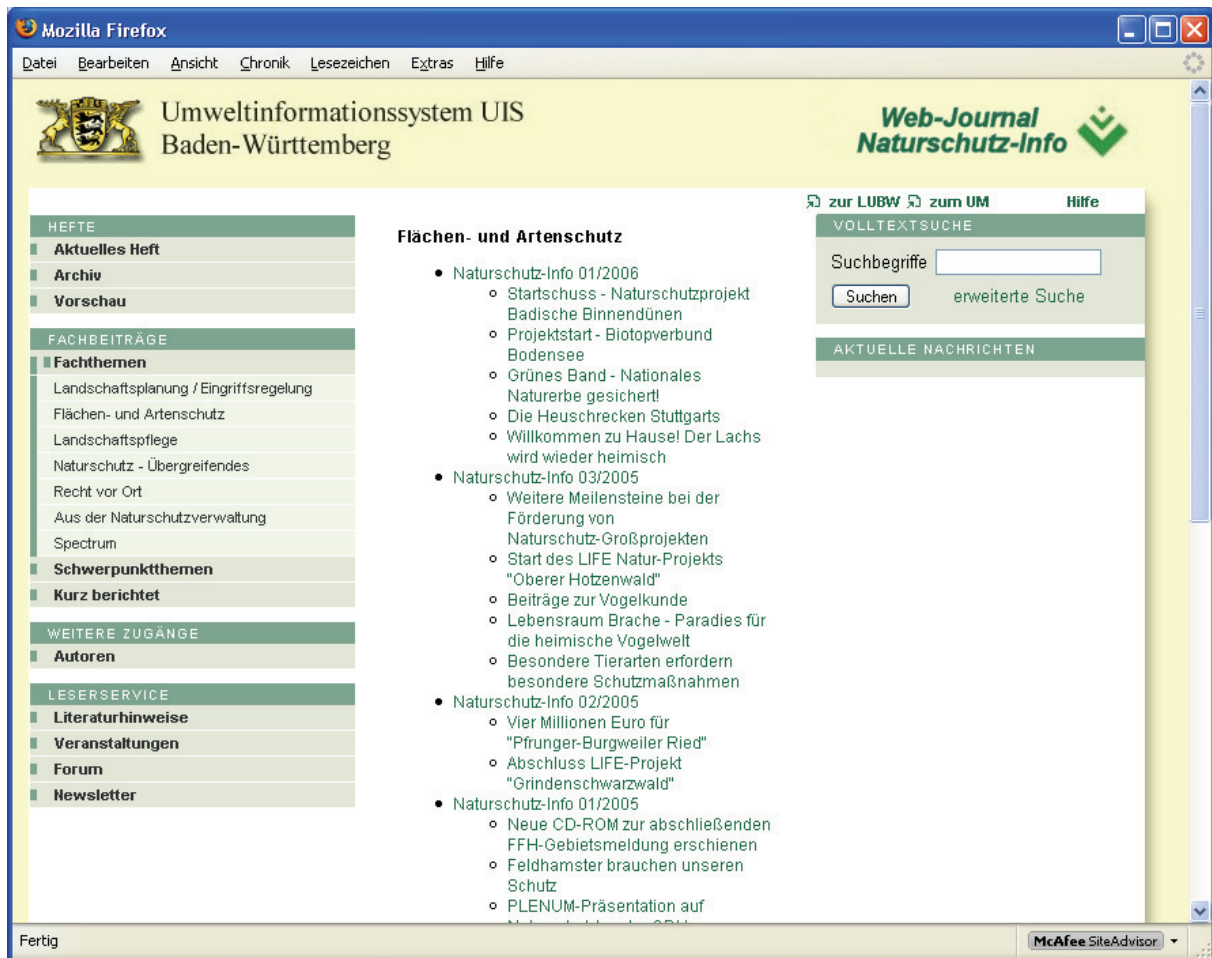 Mozilla Firefox
Datei Bearbeiten Ansicht Chronik Lesezeichen Extras Hilfe
Umweltinformationssystem UIS
Baden-Württemberg
Web-Journal
Naturschutz-Info
zur LUBW zum UM Hilfe
HEFTE
Aktuelles Heft
Archiv
Vorschau
FACHBEITRÄGE
Fachthemen
Landschaftsplanung / Eingriffsregelung
Flächen- und Artenschutz
Landschaftspflege
Naturschutz - Übergreifendes
Recht vor Ort
Aus der Naturschutzverwaltung
Spectrum
Schwerpunktthemen
Kurz berichtet
WEITERE ZUGÄNGE
Autoren
LESERSERVICE
Literaturhinweise
Veranstaltungen
Forum
Newsletter
Flächen- und Artenschutz
Naturschutz-Info 01/2006
Startschuss - Naturschutzprojekt
Badische Binnendünen
Projektstart - Biotopverbund
Bodensee
Grünes Band - Nationales
Naturerbe gesichert!
Die Heuschrecken Stuttgarts
Willkommen zu Hause! Der Lachs
wird wieder heimisch
Naturschutz-Info 03/2005
Weitere Meilensteine bei der
Förderung von
Naturschutz-Großprojekten
Start des LIFE Natur-Projekts
"Oberer Hotzenwald"
Beiträge zur Vogelkunde
Lebensraum Brache - Paradies für
die heimische Vogelwelt
Besondere Tierarten erfordern
besondere Schutzmaßnahmen
Naturschutz-Info 02/2005
Vier Millionen Euro für
"Pfrunger-Burgweiler Ried"
Abschluss LIFE-Projekt
"Grindenschwarzwald"
Naturschutz-Info 01/2005
Neue CD-ROM zur abschließenden
FFH-Gebietsmeldung erschienen
Feldhamster brauchen unseren
Schutz
PLENUM-Präsentation auf
VOLLTEXTSUCHE
Suchbegriffe
Suchen erweiterte Suche
AKTUELLE NACHRICHTEN
Fertig
McAfee SiteAdvisor